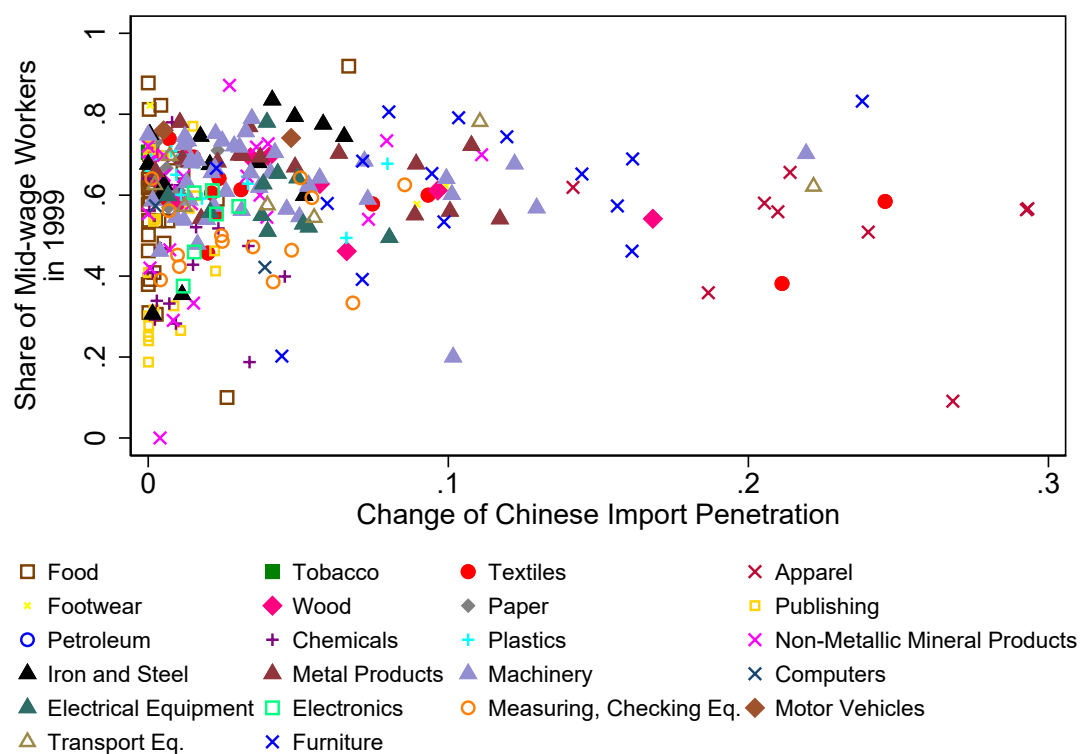 Share of Mid-wage Workers
in 1999
1
.8
.6
.4
.2
0
0 .1 .2 .3
Change of Chinese Import Penetration
Food Tobacco Textiles Apparel
Footwear Wood Paper Publishing
Petroleum Chemicals Plastics Non-Metallic Mineral Products
Iron and Steel Metal Products Machinery Computers
Electrical Equipment Electronics Measuring, Checking Eq. Motor Vehicles
Transport Eq. Furniture